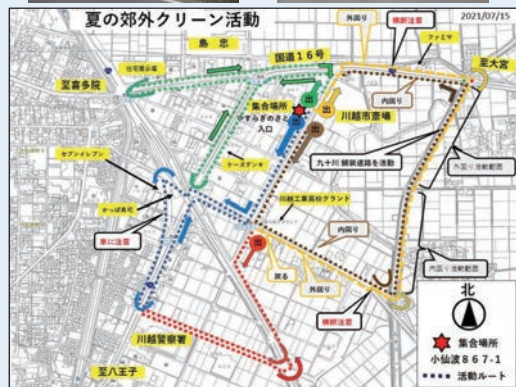 夏の郊外クリーン活動
2021/07/15
外回り
横断注意
ファミマ
島 忠
国道１６号
至大宮
住宅展示場
至喜多院
集合場所
やすらぎのさと
入口
出
出
出
出
川越市斎場
内回り
九十川 舗装道路を活動
外回り活動範囲
セブンイレブン
ケーズデンキ
川越工業高校グランド
かっぱ寿司
車に注意
出
内回り
内回り活動範囲
戻る
外回り
横断注意
川越警察署
至八王子
北
集合場所
小仙波８６７-１
活動ルート